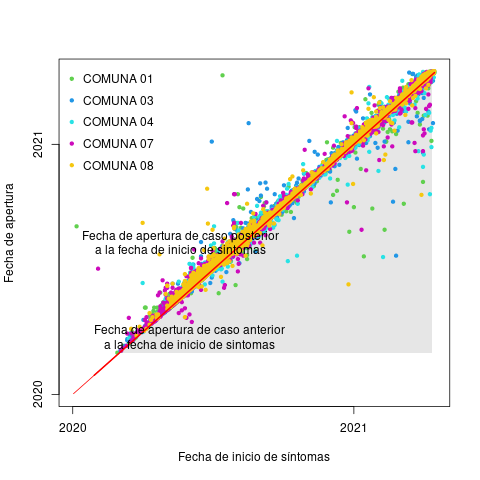 COMUNA 01
COMUNA 03
COMUNA 04
COMUNA 07
COMUNA 08
Fecha de apertura de caso posterior
a la fecha de inicio de síntomas
Fecha de apertura de caso anterior
a la fecha de inicio de sintomas
2021
2020
Fecha de apertura
2020
2021
Fecha de inicio de síntomas